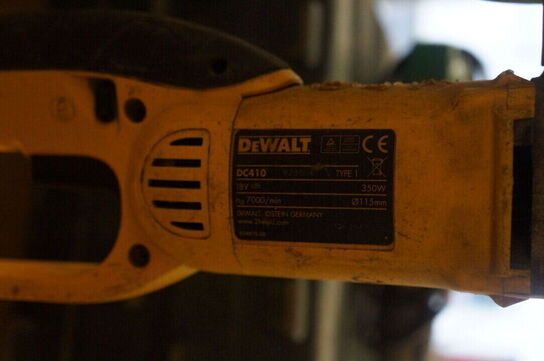 DEWALT CE
DC410 TYPE 1
18V 350W
n₀ 7000/min Ø115mm
DEWALT IDSTEIN GERMANY
www.2helpU.com